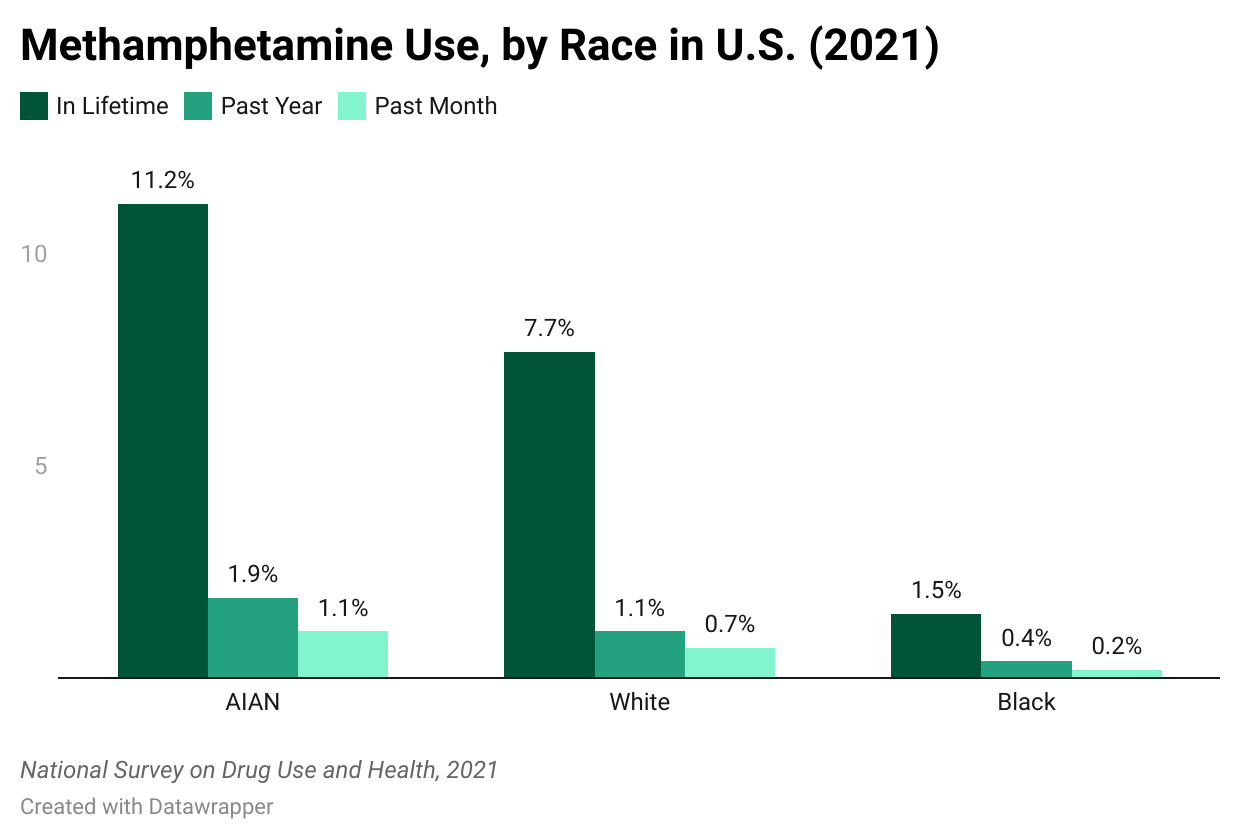 Methamphetamine Use, by Race in U.S. (2021)
In Lifetime Past Year Past Month
11.2%
10
7.7%
5
1.9%
1.1%
1.1%
0.7%
1.5%
0.4%
0.2%
AIAN White Black
National Survey on Drug Use and Health, 2021
Created with Datawrapper